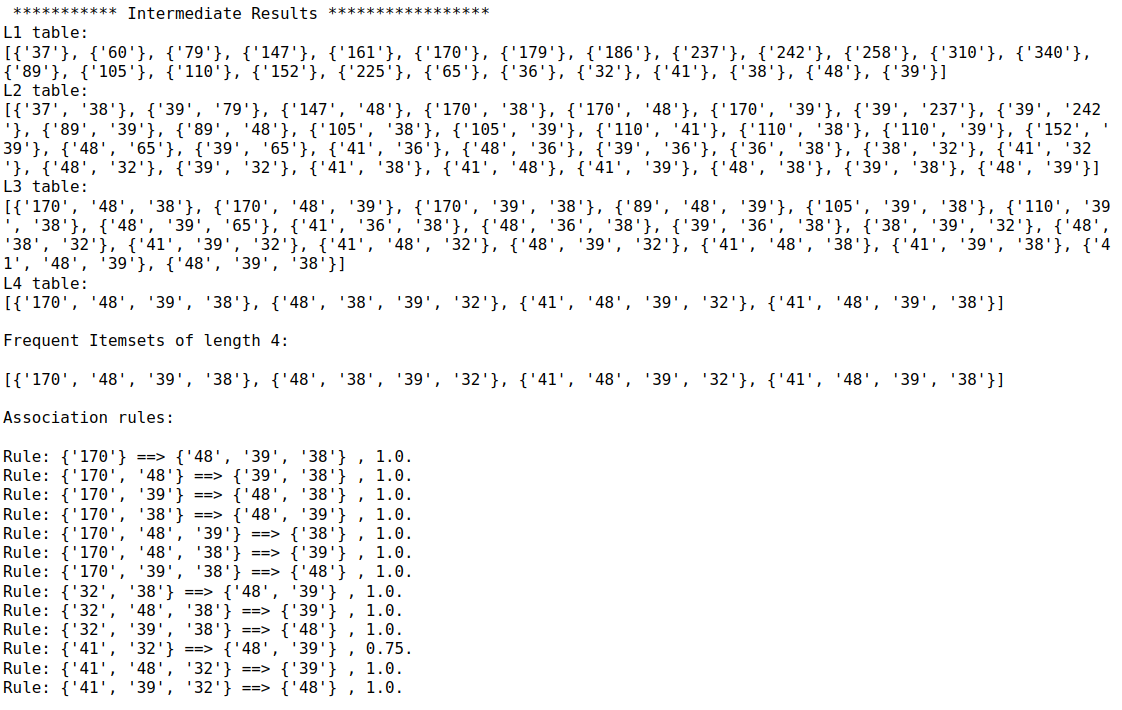 *********** Intermediate Results *****************
L1 table:
[{'37'}, {'60'}, {'79'}, {'147'}, {'161'}, {'170'}, {'179'}, {'186'}, {'237'}, {'242'}, {'258'}, {'310'}, {'340'},
{'89'}, {'105'}, {'110'}, {'152'}, {'225'}, {'65'}, {'36'}, {'32'}, {'41'}, {'38'}, {'48'}, {'39'}]
L2 table:
[{'37', '38'}, {'39', '79'}, {'147', '48'}, {'170', '38'}, {'170', '48'}, {'170', '39'}, {'39', '237'}, {'39', '242
'}, {'89', '39'}, {'89', '48'}, {'105', '38'}, {'105', '39'}, {'110', '41'}, {'110', '38'}, {'110', '39'}, {'152', '
39'}, {'48', '65'}, {'39', '65'}, {'41', '36'}, {'48', '36'}, {'39', '36'}, {'36', '38'}, {'38', '32'}, {'41', '32
'}, {'48', '32'}, {'39', '32'}, {'41', '38'}, {'41', '48'}, {'41', '39'}, {'48', '38'}, {'39', '38'}, {'48', '39'}]
L3 table:
[{'170', '48', '38'}, {'170', '48', '39'}, {'170', '39', '38'}, {'89', '48', '39'}, {'105', '39', '38'}, {'110', '39
', '38'}, {'48', '39', '65'}, {'41', '36', '38'}, {'48', '36', '38'}, {'39', '36', '38'}, {'38', '39', '32'}, {'48',
'38', '32'}, {'41', '39', '32'}, {'41', '48', '32'}, {'48', '39', '32'}, {'41', '48', '38'}, {'41', '39', '38'}, {'4
1', '48', '39'}, {'48', '39', '38'}]
L4 table:
[{'170', '48', '39', '38'}, {'48', '38', '39', '32'}, {'41', '48', '39', '32'}, {'41', '48', '39', '38'}]
Frequent Itemsets of length 4:
[{'170', '48', '39', '38'}, {'48', '38', '39', '32'}, {'41', '48', '39', '32'}, {'41', '48', '39', '38'}]
Association rules:
Rule: {'170'} ==> {'48', '39', '38'} , 1.0.
Rule: {'170', '48'} ==> {'39', '38'} , 1.0.
Rule: {'170', '39'} ==> {'48', '38'} , 1.0.
Rule: {'170', '38'} ==> {'48', '39'} , 1.0.
Rule: {'170', '48', '39'} ==> {'38'} , 1.0.
Rule: {'170', '48', '38'} ==> {'39'} , 1.0.
Rule: {'170', '39', '38'} ==> {'48'} , 1.0.
Rule: {'32', '38'} ==> {'48', '39'} , 1.0.
Rule: {'32', '48', '38'} ==> {'39'} , 1.0.
Rule: {'32', '39', '38'} ==> {'48'} , 1.0.
Rule: {'41', '32'} ==> {'48', '39'} , 0.75.
Rule: {'41', '48', '32'} ==> {'39'} , 1.0.
Rule: {'41', '39', '32'} ==> {'48'} , 1.0.